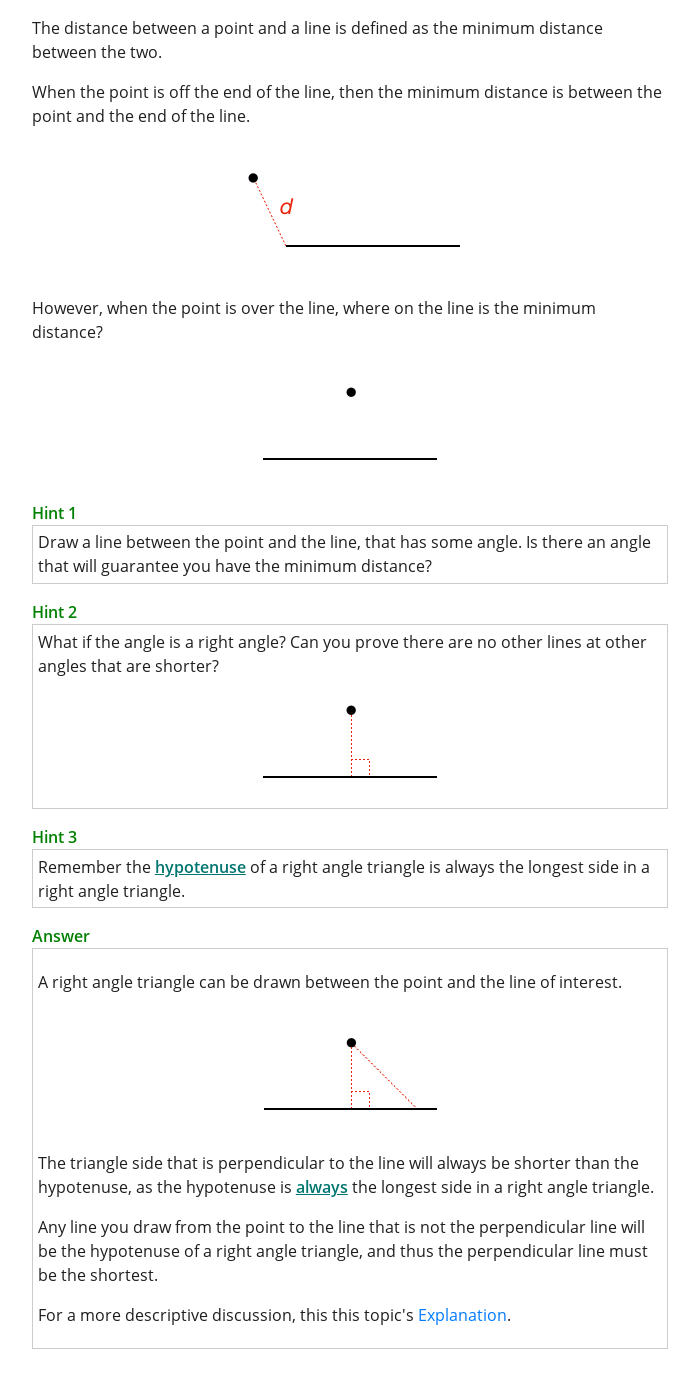 The distance between a point and a line is defined as the minimum distance
between the two.
When the point is off the end of the line, then the minimum distance is between the
point and the end of the line.
d
However, when the point is over the line, where on the line is the minimum
distance?
Hint 1
Draw a line between the point and the line, that has some angle. Is there an angle
that will guarantee you have the minimum distance?
Hint 2
What if the angle is a right angle? Can you prove there are no other lines at other
angles that are shorter?
Hint 3
Remember the hypotenuse of a right angle triangle is always the longest side in a
right angle triangle.
Answer
A right angle triangle can be drawn between the point and the line of interest.
The triangle side that is perpendicular to the line will always be shorter than the
hypotenuse, as the hypotenuse is always the longest side in a right angle triangle.
Any line you draw from the point to the line that is not the perpendicular line will
be the hypotenuse of a right angle triangle, and thus the perpendicular line must
be the shortest.
For a more descriptive discussion, this this topic's Explanation.